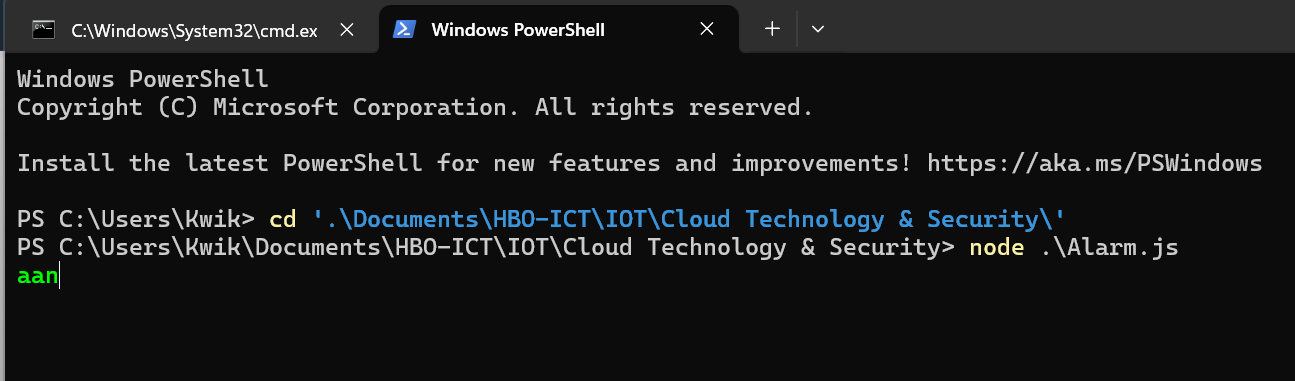 C:\Windows\System32\cmd.ex
Windows PowerShell
Windows PowerShell
Copyright (C) Microsoft Corporation. All rights reserved.
Install the latest PowerShell for new features and improvements! https://aka.ms/PSWindows
PS C:\Users\Kwik> cd '.\Documents\HBO-ICT\IOT\Cloud Technology & Security\'
PS C:\Users\Kwik\Documents\HBO-ICT\IOT\Cloud Technology & Security> node .\Alarm.js
aan